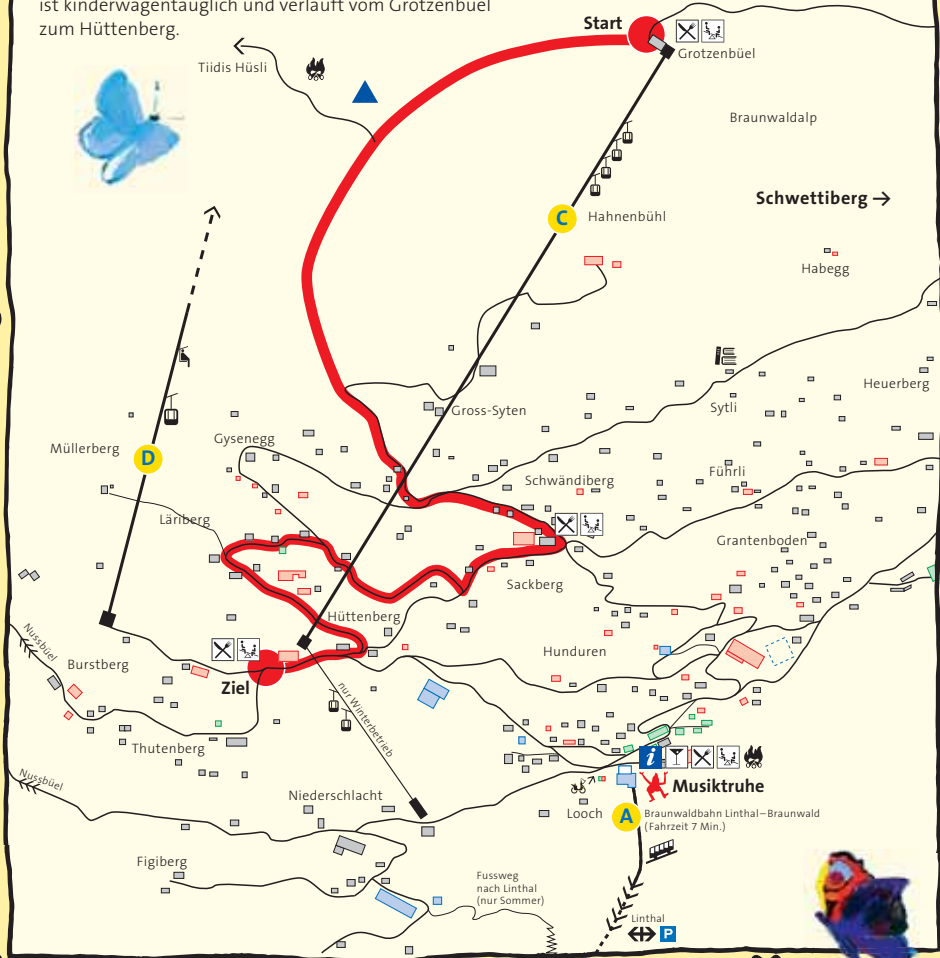 ist kinderwagentauglich und verläuft vom Grotzenbüel
zum Hüttenberg.
Start
Grotzenbüel
Tiidis Hüsli
Braunwaldalp
Schwettiberg →
C
Hahnenbühl
Habegg
Heuerberg
Sytli
Gross-Syten
Gysenegg
Müllerberg
D
Führli
Schwändiberg
Läriberg
Grantenboden
Sackberg
Hüttenberg
Nussbüel
Hunduren
Burstberg
Ziel
nur Winterbetrieb
Thutenberg
i
Nussbüel
Musiktruhe
Niederschlacht
Looch
A
Braunwaldbahn Linthal–Braunwald
(Fahrzeit 7 Min.)
Figiberg
Fussweg
nach Linthal
(nur Sommer)
Linthal
P